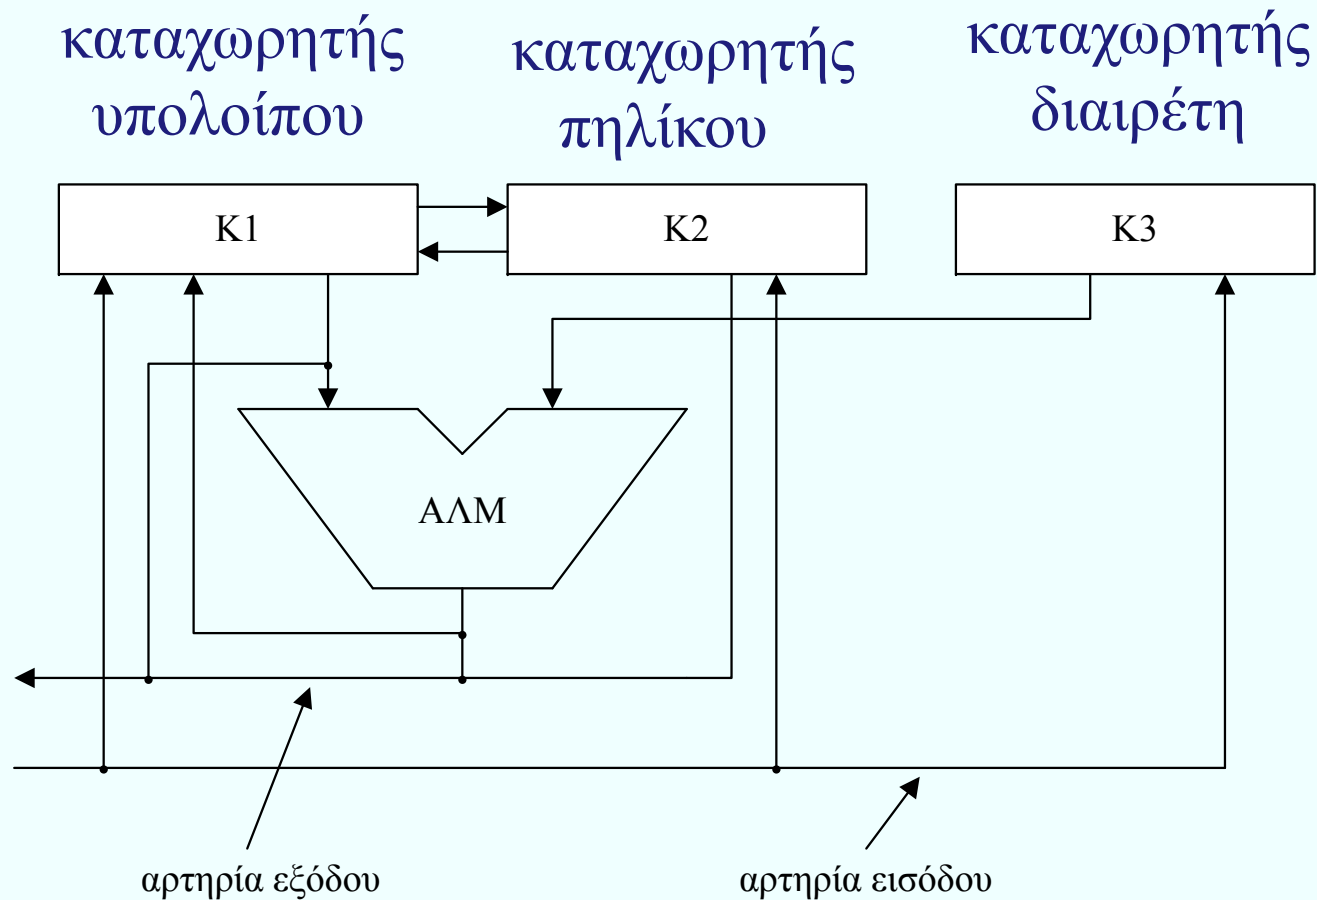 καταχωρητής
υπολοίπου
καταχωρητής
πηλίκου
καταχωρητής
διαιρέτη
Κ1
Κ2
Κ3
ΑΛΜ
αρτηρία εξόδου
αρτηρία εισόδου